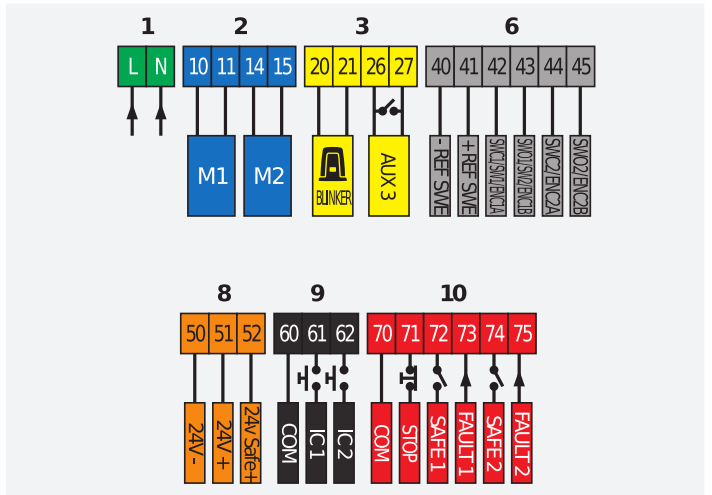 1 2 3 6
L N 10 11 14 15 20 21 26 27 40 41 42 43 44 45
M1 M2 BLINKER AUX 3 - REF SWE + REF SWE SWC1/SW1/ENC1A SWO1/SW2/ENC1B SWC2/ENC2A SWO2/ENC2B
8 9 10
50 51 52 60 61 62 70 71 72 73 74 75
24V - 24V + 24v Safe+ COM IC 1 IC 2 COM STOP SAFE 1 FAULT 1 SAFE 2 FAULT 2